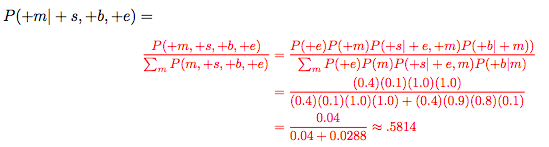 P(+m|+s,+b,+e) =
P(+m,+s,+b,+e) / ∑_m P(m,+s,+b,+e) = P(+e)P(+m)P(+s|+e,+m)P(+b|+m)) / ∑_m P(+e)P(m)P(+s|+e,m)P(+b|m)
= (0.4)(0.1)(1.0)(1.0) / (0.4)(0.1)(1.0)(1.0) + (0.4)(0.9)(0.8)(0.1)
= 0.04 / 0.04 + 0.0288 ≈ .5814